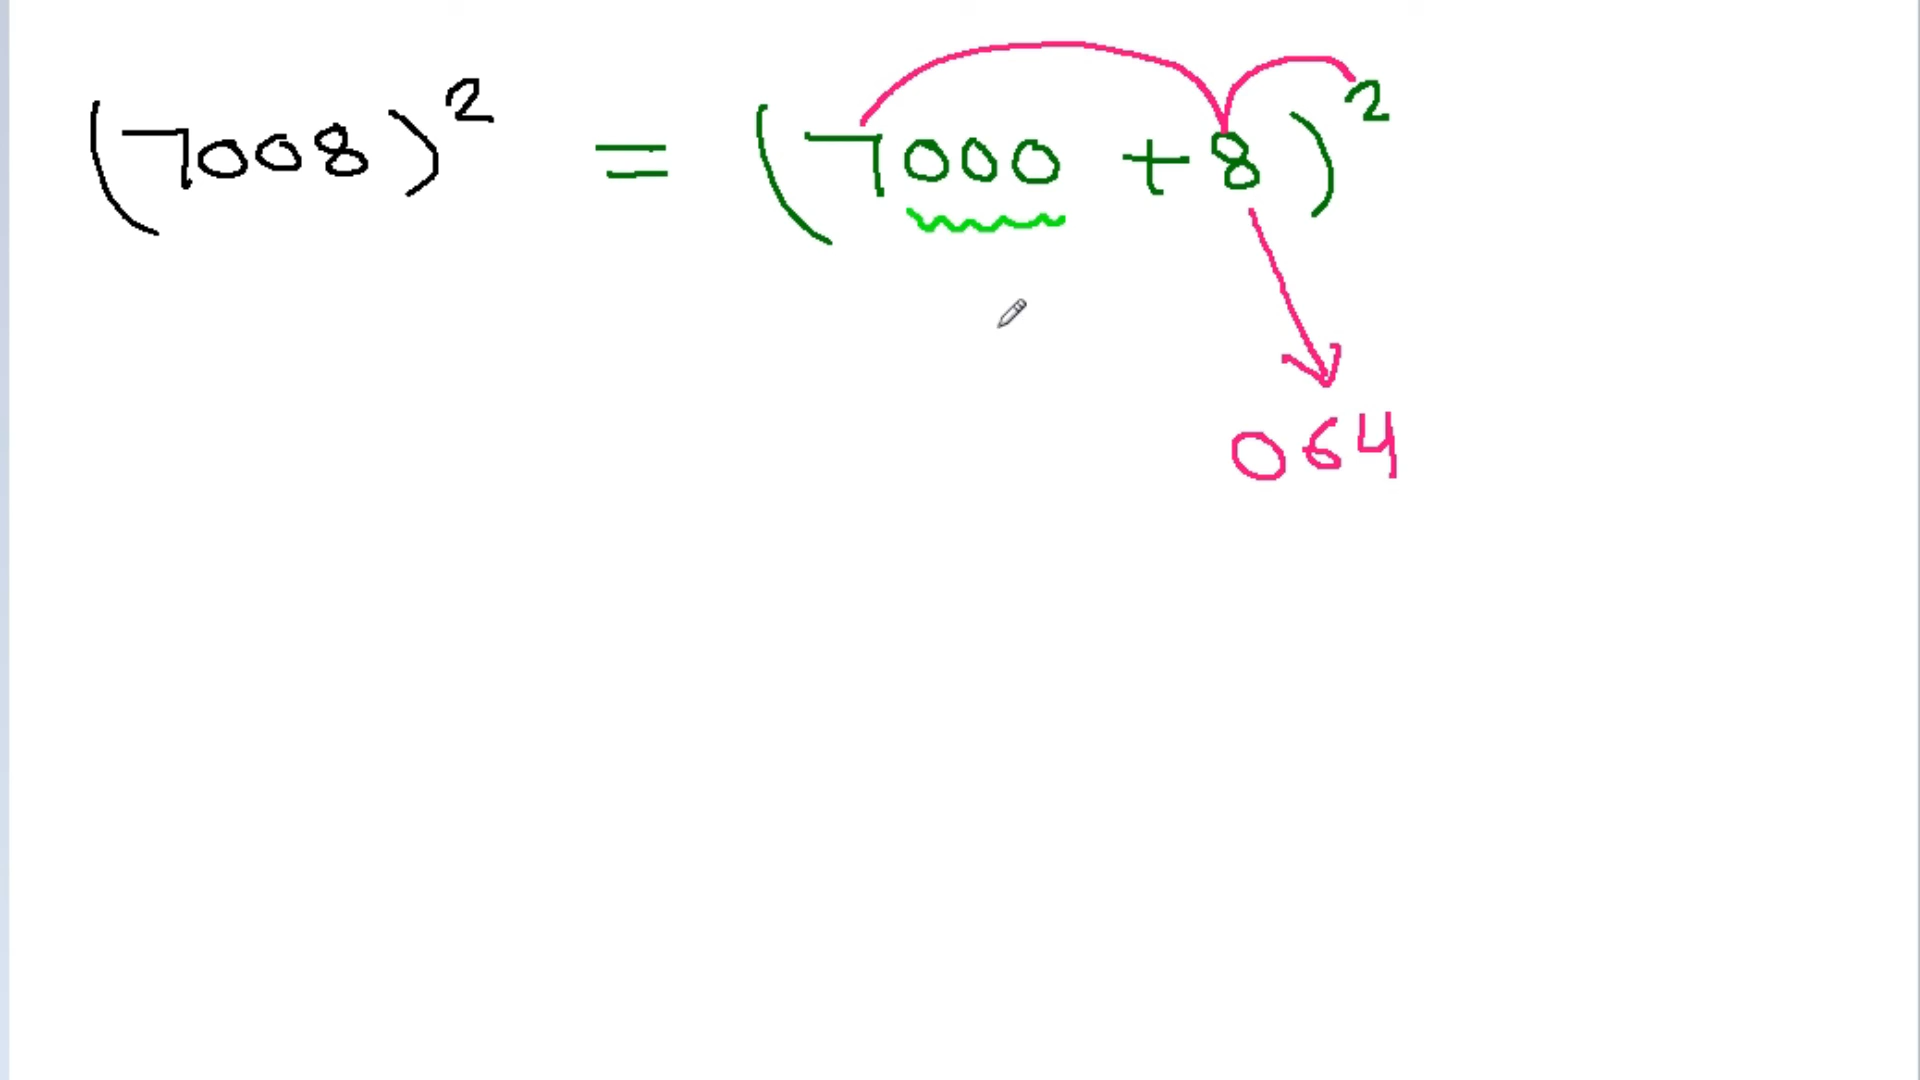 (7008)² = (7000 + 8)²
064